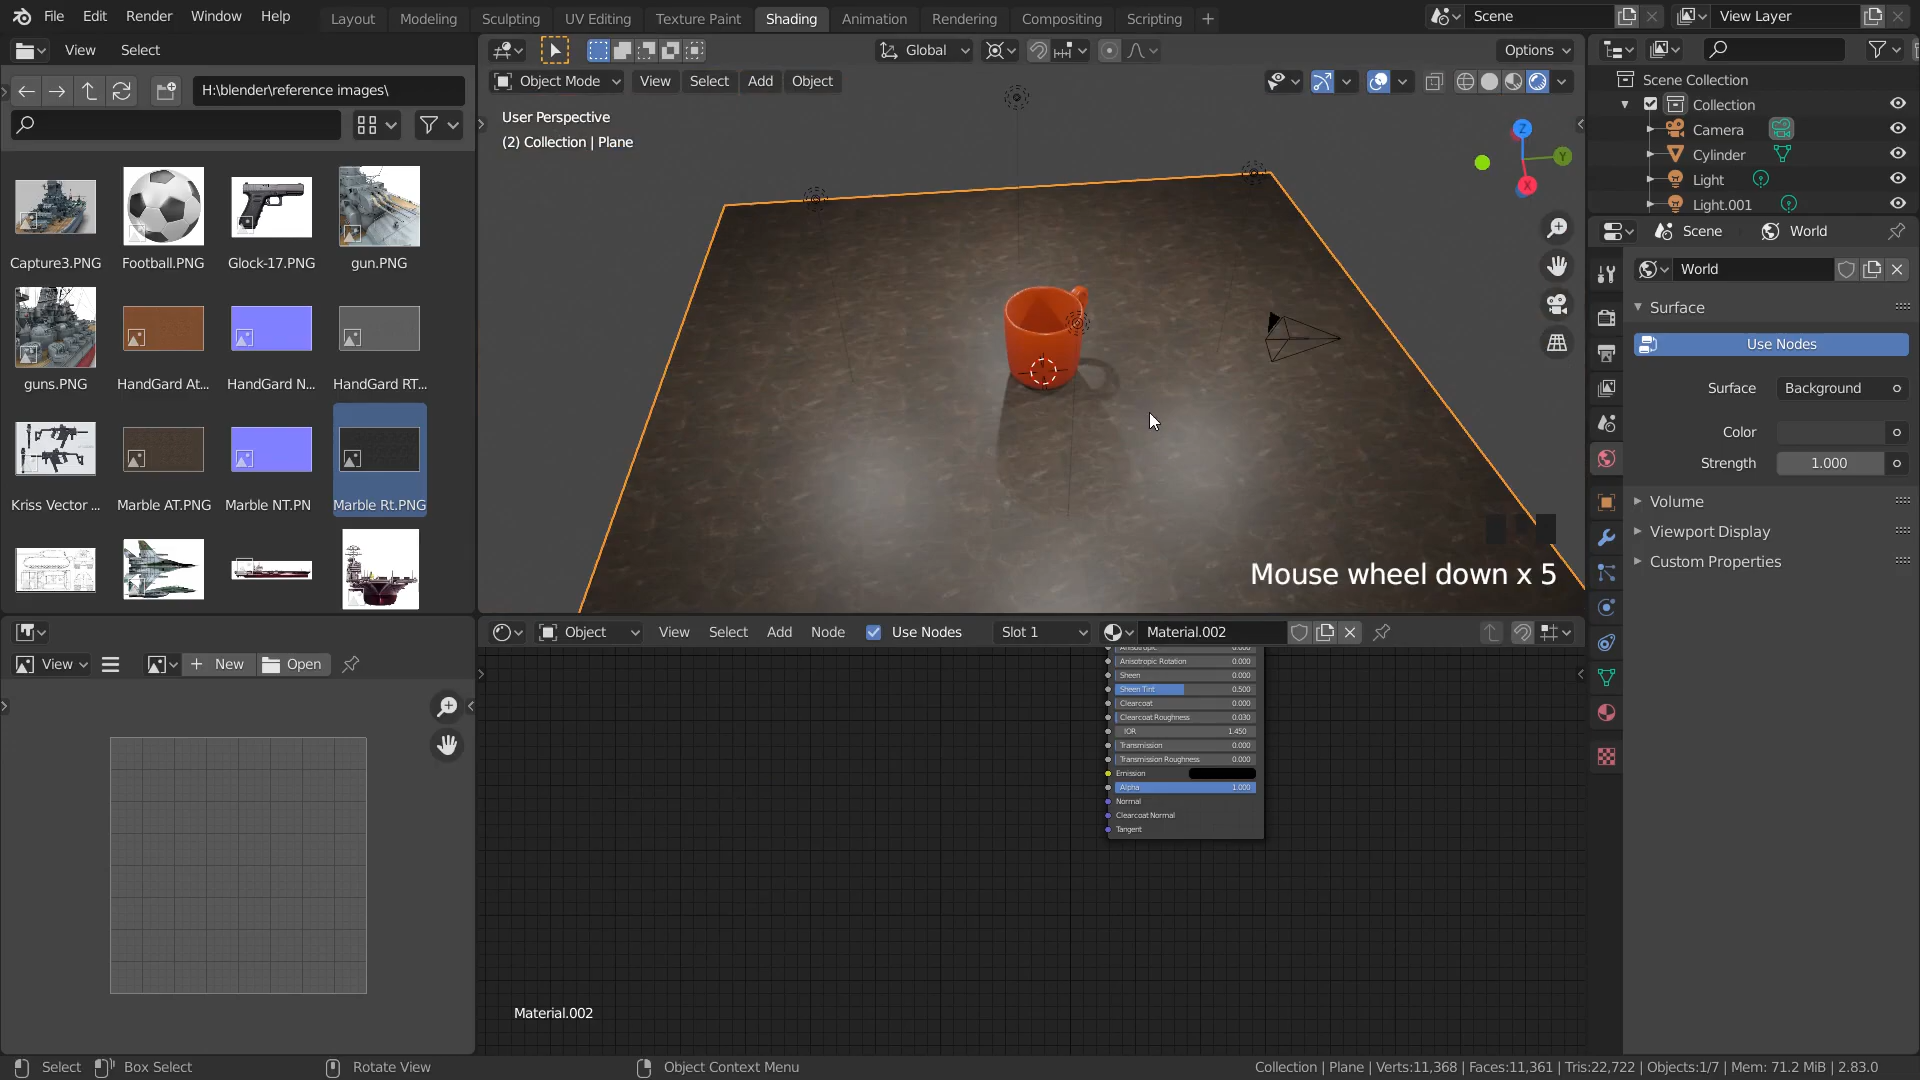 File Edit Render Window Help
Layout Modeling Sculpting UV Editing Texture Paint Shading Animation Rendering Compositing Scripting +
Scene
View Layer
View Select
H:\blender\reference images\
Capture3.PNG Football.PNG Glock-17.PNG gun.PNG
guns.PNG HandGard At... HandGard N... HandGard RT...
Kriss Vector ... Marble AT.PNG Marble NT.PN Marble Rt.PNG
Global
Options
Object Mode View Select Add Object
User Perspective
(2) Collection | Plane
Z
Y
X
Mouse wheel down x 5
Scene Collection
Collection
Camera
Cylinder
Light
Light.001
Scene World
World
Surface
Use Nodes
Surface Background
Color
Strength 1.000
Volume
Viewport Display
Custom Properties
View New Open
Object View Select Add Node Use Nodes Slot 1 Material.002
Anisotropic 0.000
Anisotropic Rotation 0.000
Sheen 0.000
Sheen Tint 0.500
Clearcoat 0.000
Clearcoat Roughness 0.030
IOR 1.450
Transmission 0.000
Transmission Roughness 0.000
Emission
Alpha 1.000
Normal
Clearcoat Normal
Tangent
Material.002
Select Box Select Rotate View Object Context Menu
Collection | Plane | Verts:11,368 | Faces:11,361 | Tris:22,722 | Objects:1/7 | Mem: 71.2 MiB | 2.83.0